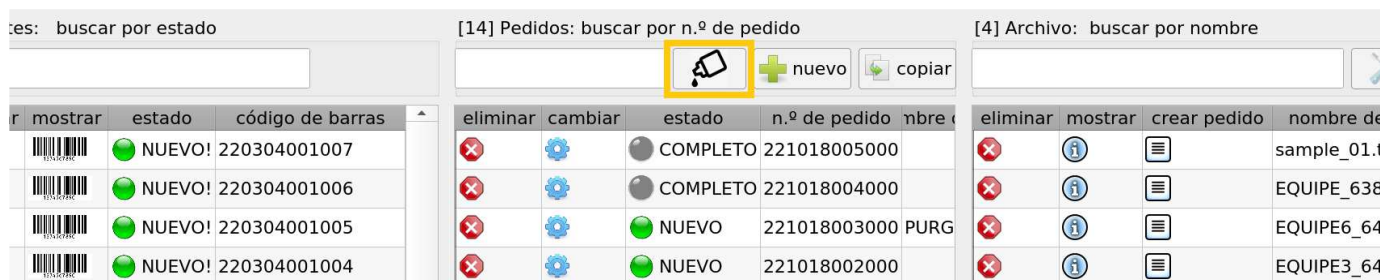 tes: buscar por estado
[14] Pedidos: buscar por n.º de pedido
[4] Archivo: buscar por nombre
nuevo
copiar
r mostrar estado código de barras
eliminar cambiar estado n.º de pedido
eliminar mostrar crear pedido nombre de
NUEVO! 220304001007
COMPLETO 221018005000
sample_01.t
NUEVO! 220304001006
COMPLETO 221018004000
EQUIPE_638
NUEVO! 220304001005
NUEVO 221018003000 PURG
EQUIPE6_64
NUEVO! 220304001004
NUEVO 221018002000
EQUIPE3_64